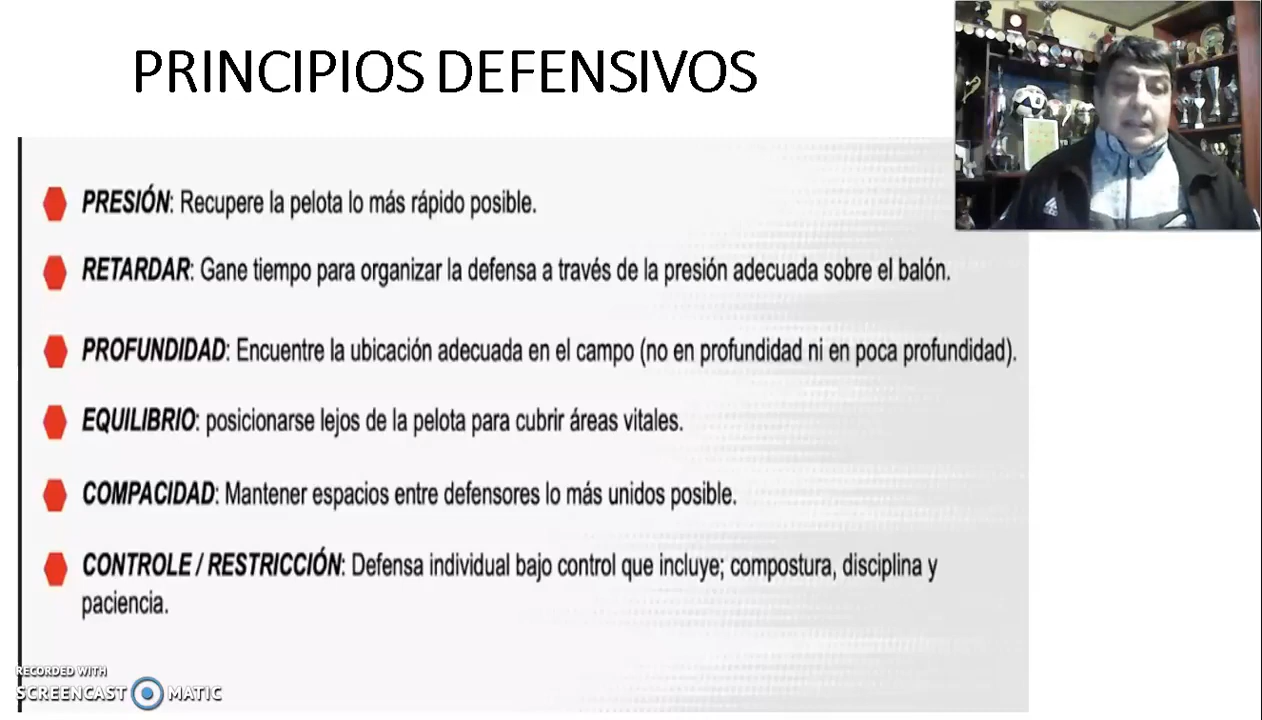 PRINCIPIOS DEFENSIVOS
PRESIÓN: Recupere la pelota lo más rápido posible.
RETARDAR: Gane tiempo para organizar la defensa a través de la presión adecuada sobre el balón.
PROFUNDIDAD: Encuentre la ubicación adecuada en el campo (no en profundidad ni en poca profundidad).
EQUILIBRIO: posicionarse lejos de la pelota para cubrir áreas vitales.
COMPACIDAD: Mantener espacios entre defensores lo más unidos posible.
CONTROLE / RESTRICCIÓN: Defensa individual bajo control que incluye; compostura, disciplina y
paciencia.
RECORDED WITH
SCREENCAST MATIC